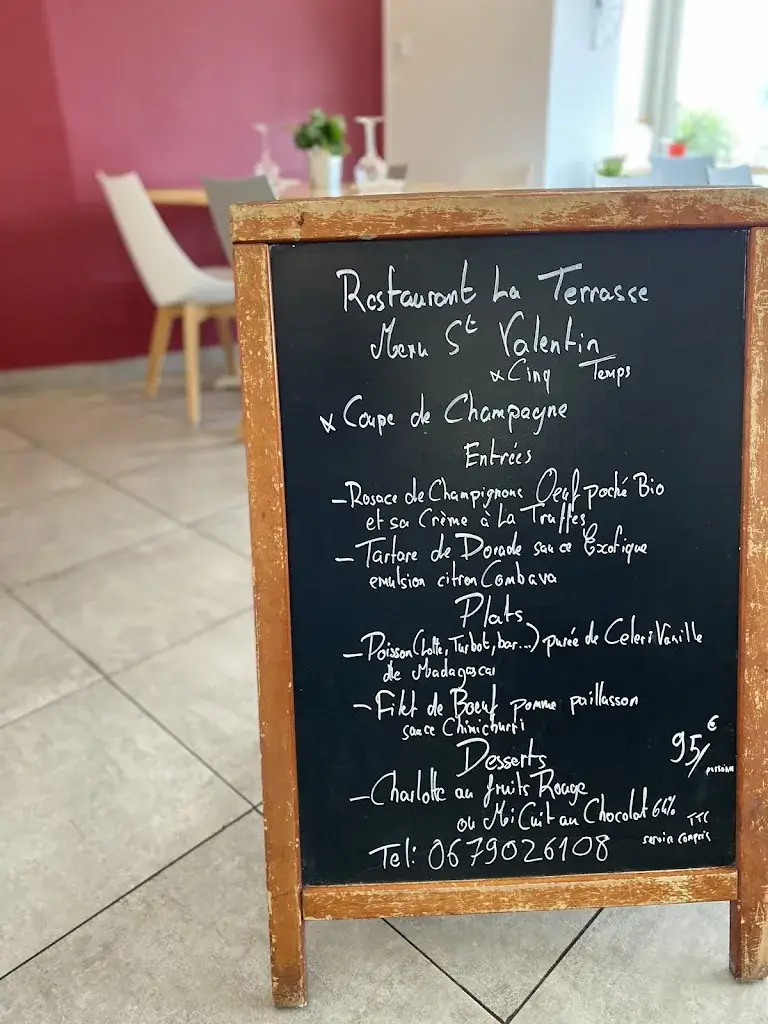 Restaurant La Terrasse
Menu St Valentin
x Cinq Temps
x Coupe de Champagne
Entrées
- Rosace de Champignons Oeuf poché Bio
et sa Crème à La Truffes
- Tartare de Dorade sauce Exotique
emulsion citron Combava
Plats
- Poisson (Lotte, Turbot, bar...) purée de Celeri Vanille
de Madagascar
- Filet de Boeuf pomme paillasson
sauce Chimichurri
Desserts
95€/personne
- Charlotte au fruits Rouge
ou Mi Cuit au Chocolat 64% TTC
service compris
Tel: 0679026108